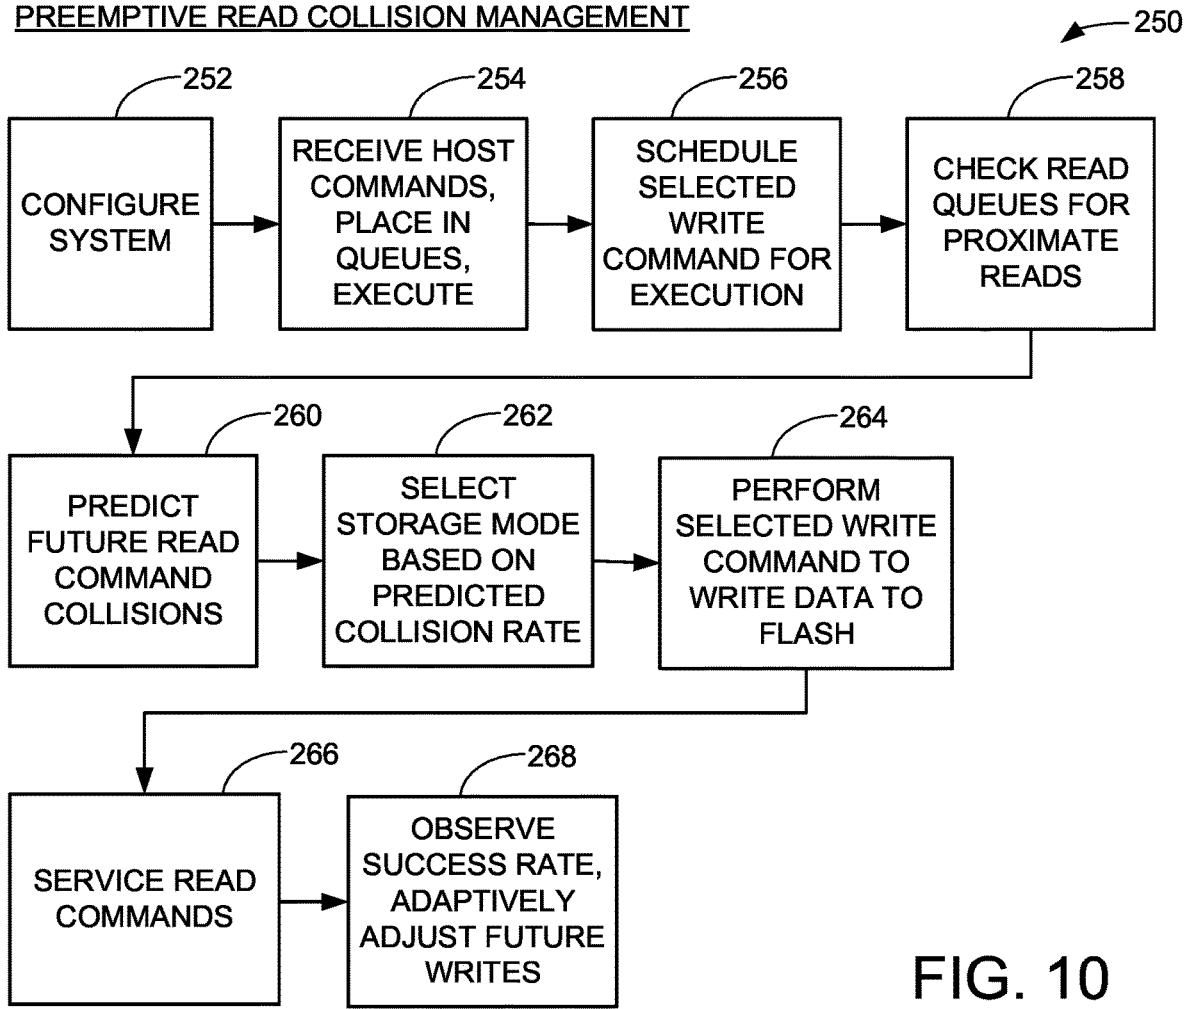 PREEMPTIVE READ COLLISION MANAGEMENT
250
252
CONFIGURE
SYSTEM
254
RECEIVE HOST
COMMANDS,
PLACE IN
QUEUES,
EXECUTE
256
SCHEDULE
SELECTED
WRITE
COMMAND FOR
EXECUTION
258
CHECK READ
QUEUES FOR
PROXIMATE
READS
260
PREDICT
FUTURE READ
COMMAND
COLLISIONS
262
SELECT
STORAGE MODE
BASED ON
PREDICTED
COLLISION RATE
264
PERFORM
SELECTED WRITE
COMMAND TO
WRITE DATA TO
FLASH
266
SERVICE READ
COMMANDS
268
OBSERVE
SUCCESS RATE,
ADAPTIVELY
ADJUST FUTURE
WRITES
FIG. 10